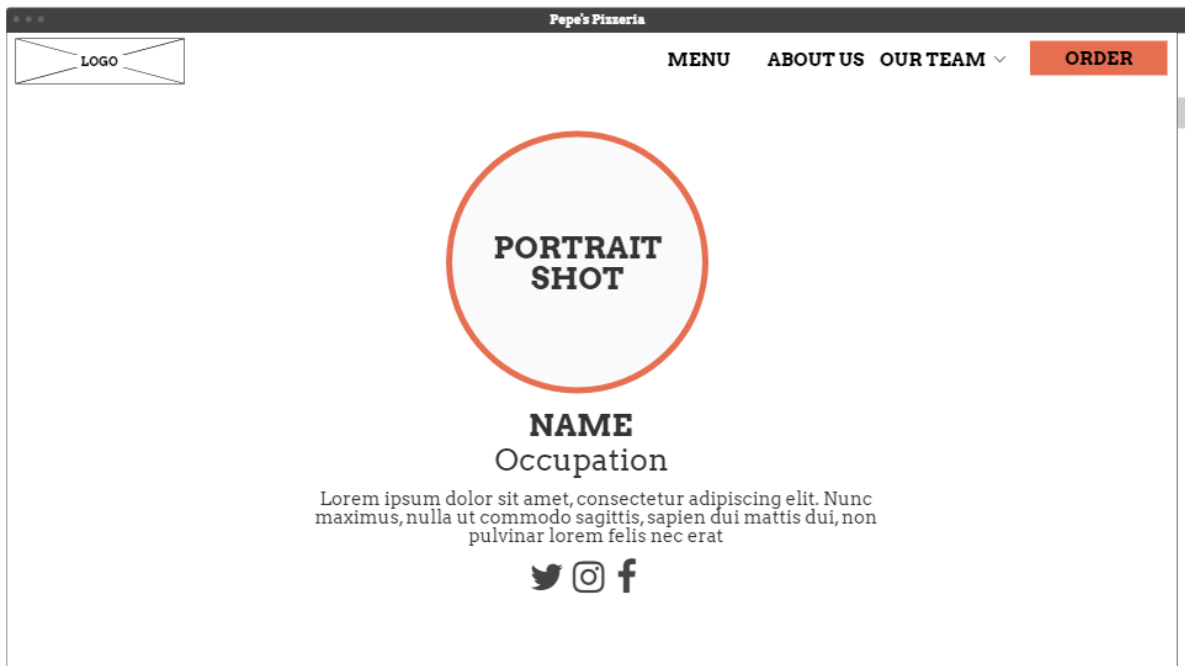 Pepe's Pizzeria
LOGO
MENU ABOUT US OUR TEAM ORDER
PORTRAIT
SHOT
NAME
Occupation
Lorem ipsum dolor sit amet, consectetur adipiscing elit. Nunc
maximus, nulla ut commodo sagittis, sapien dui mattis dui, non
pulvinar lorem felis nec erat